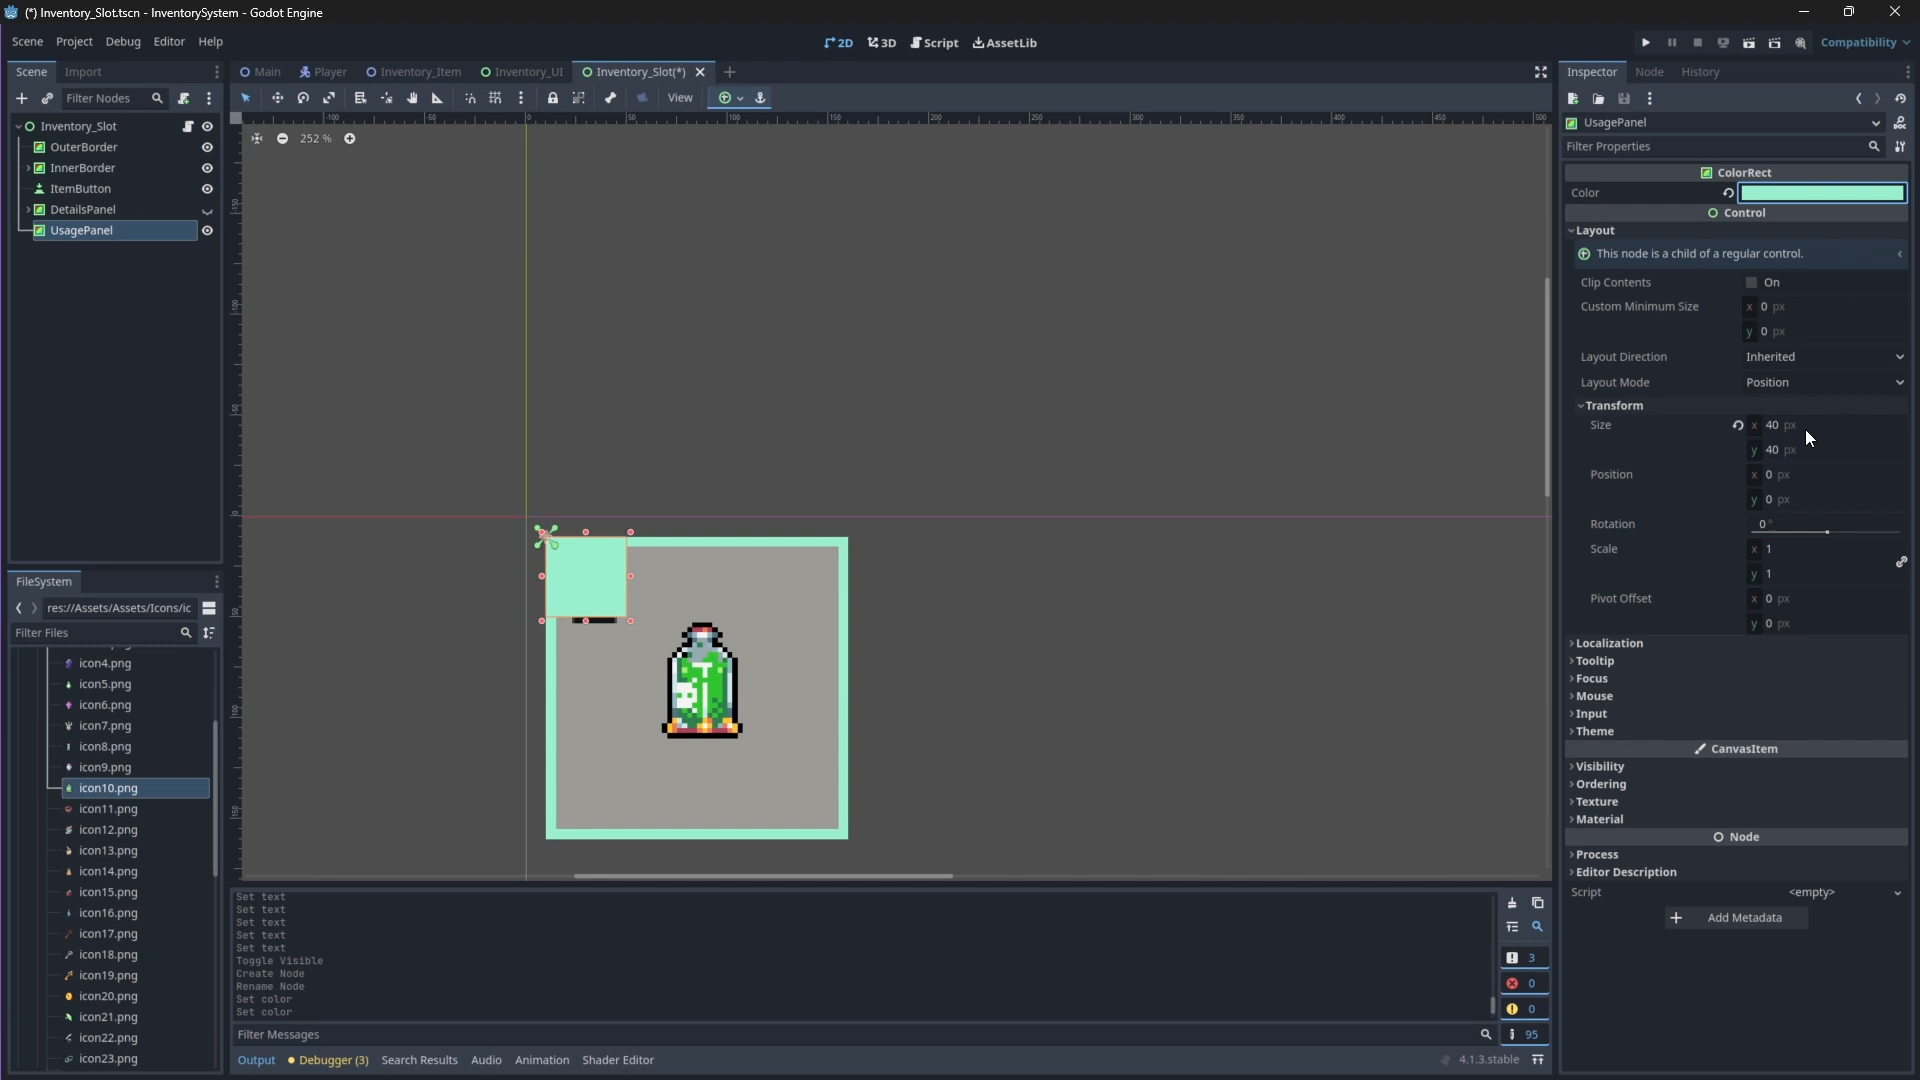 (*) Inventory_Slot.tscn - InventorySystem - Godot Engine
Scene Project Debug Editor Help
2D 3D Script AssetLib
Compatibility
Scene Import
Main Player Inventory_Item Inventory_UI Inventory_Slot(*)
Inspector Node History
Filter Nodes
View
Inventory_Slot
OuterBorder
InnerBorder
ItemButton
DetailsPanel
UsagePanel
252 %
UsagePanel
Filter Properties
ColorRect
Color
Control
Layout
This node is a child of a regular control.
Clip Contents On
Custom Minimum Size x 0 px
y 0 px
Layout Direction Inherited
Layout Mode Position
Transform
Size x 40 px
y 40 px
Position x 0 px
y 0 px
Rotation 0 °
Scale x 1
y 1
Pivot Offset x 0 px
y 0 px
Localization
Tooltip
Focus
Mouse
Input
Theme
CanvasItem
Visibility
Ordering
Texture
Material
Node
Process
Editor Description
Script <empty>
Add Metadata
FileSystem
res://Assets/Assets/Icons/ic
Filter Files
icon4.png
icon5.png
icon6.png
icon7.png
icon8.png
icon9.png
icon10.png
icon11.png
icon12.png
icon13.png
icon14.png
icon15.png
icon16.png
icon17.png
icon18.png
icon19.png
icon20.png
icon21.png
icon22.png
icon23.png
Set text
Set text
Set text
Set text
Set text
Toggle Visible
Create Node
Rename Node
Set color
Set color
3
0
0
95
Filter Messages
Output Debugger (3) Search Results Audio Animation Shader Editor
4.1.3.stable